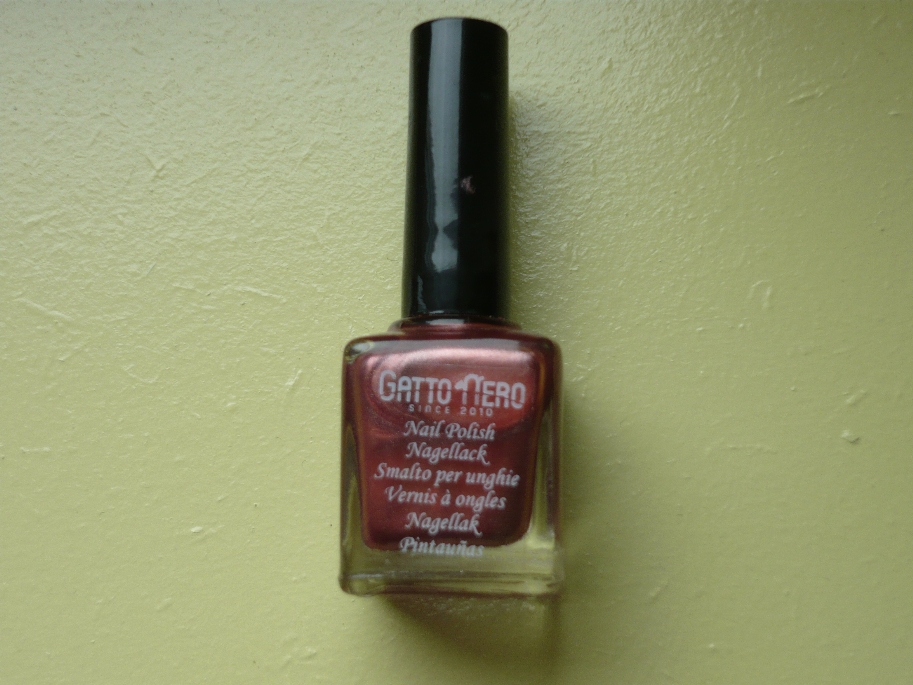 GATTO NERO
SINCE 2010
Nail Polish
Nagellack
Smalto per unghie
Vernis à ongles
Nagellak
Pintauñas